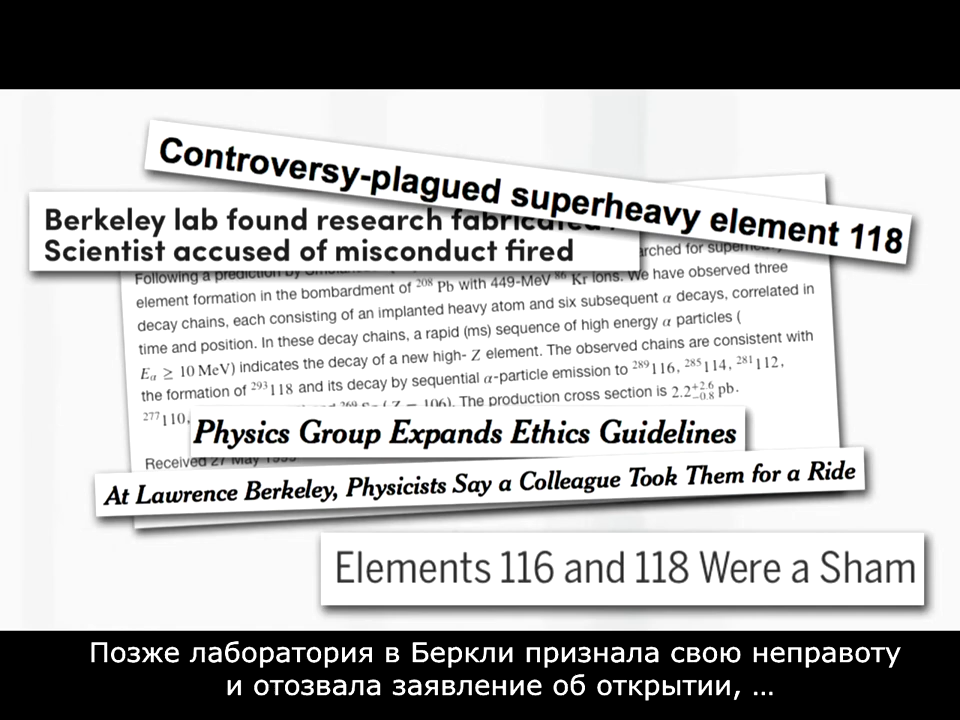 Controversy-plagued superheavy element 118
Berkeley lab found research fabricated /
Scientist accused of misconduct fired
Following a prediction by
arched for superheavy
element formation in the bombardment of ²⁰⁸ Pb with 449-MeV ⁸⁶ Kr ions. We have observed three
decay chains, each consisting of an implanted heavy atom and six subsequent α decays, correlated in
time and position. In these decay chains, a rapid (ms) sequence of high energy α particles (
Eα ≥ 10 MeV) indicates the decay of a new high- Z element. The observed chains are consistent with
the formation of ²⁹³118 and its decay by sequential α-particle emission to ²⁸⁹116, ²⁸⁵114, ²⁸¹112,
²⁷⁷110, (Z = 106). The production cross section is 2.2+2.6−0.8 pb.
Physics Group Expands Ethics Guidelines
Received 27 May 1999
At Lawrence Berkeley, Physicists Say a Colleague Took Them for a Ride
Elements 116 and 118 Were a Sham
Позже лаборатория в Беркли признала свою неправоту
и отозвала заявление об открытии, ...